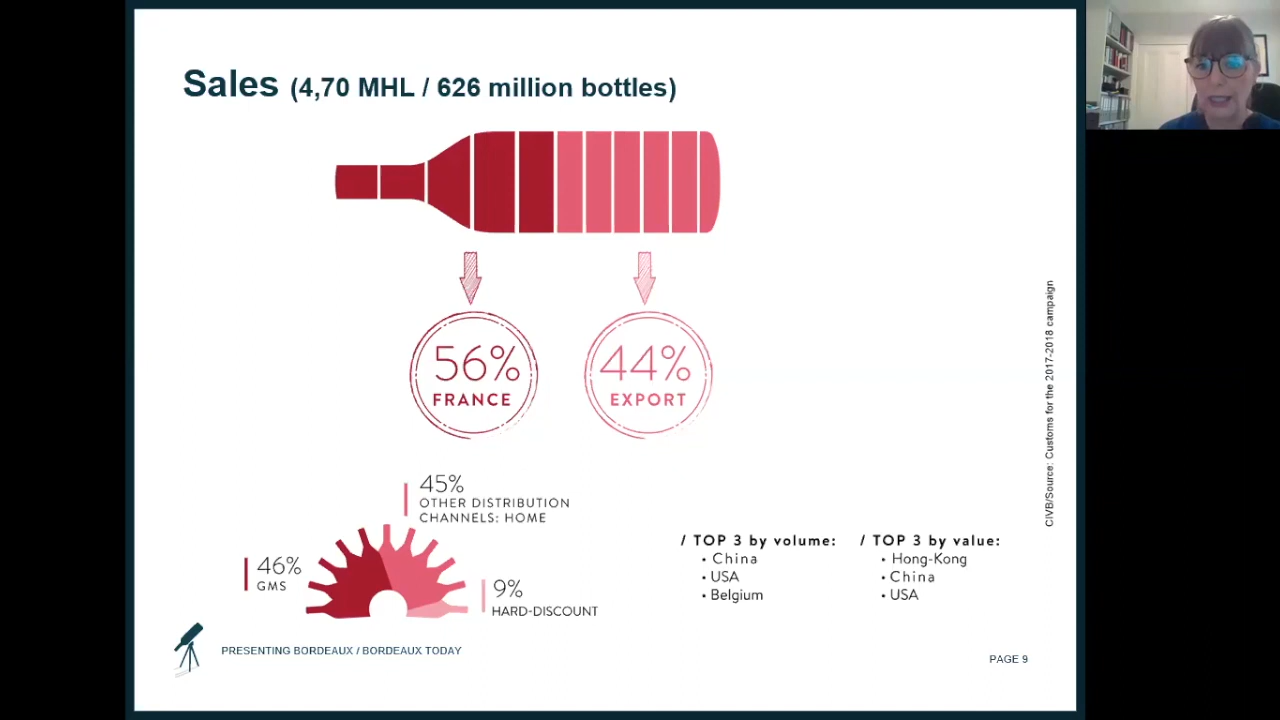 Sales (4,70 MHL / 626 million bottles)
56%
FRANCE
44%
EXPORT
45%
OTHER DISTRIBUTION
CHANNELS: HOME
46%
GMS
9%
HARD-DISCOUNT
/ TOP 3 by volume:
• China
• USA
• Belgium
/ TOP 3 by value:
• Hong-Kong
• China
• USA
CIVB/Source: Customs for the 2017-2018 campaign
PRESENTING BORDEAUX / BORDEAUX TODAY
PAGE 9